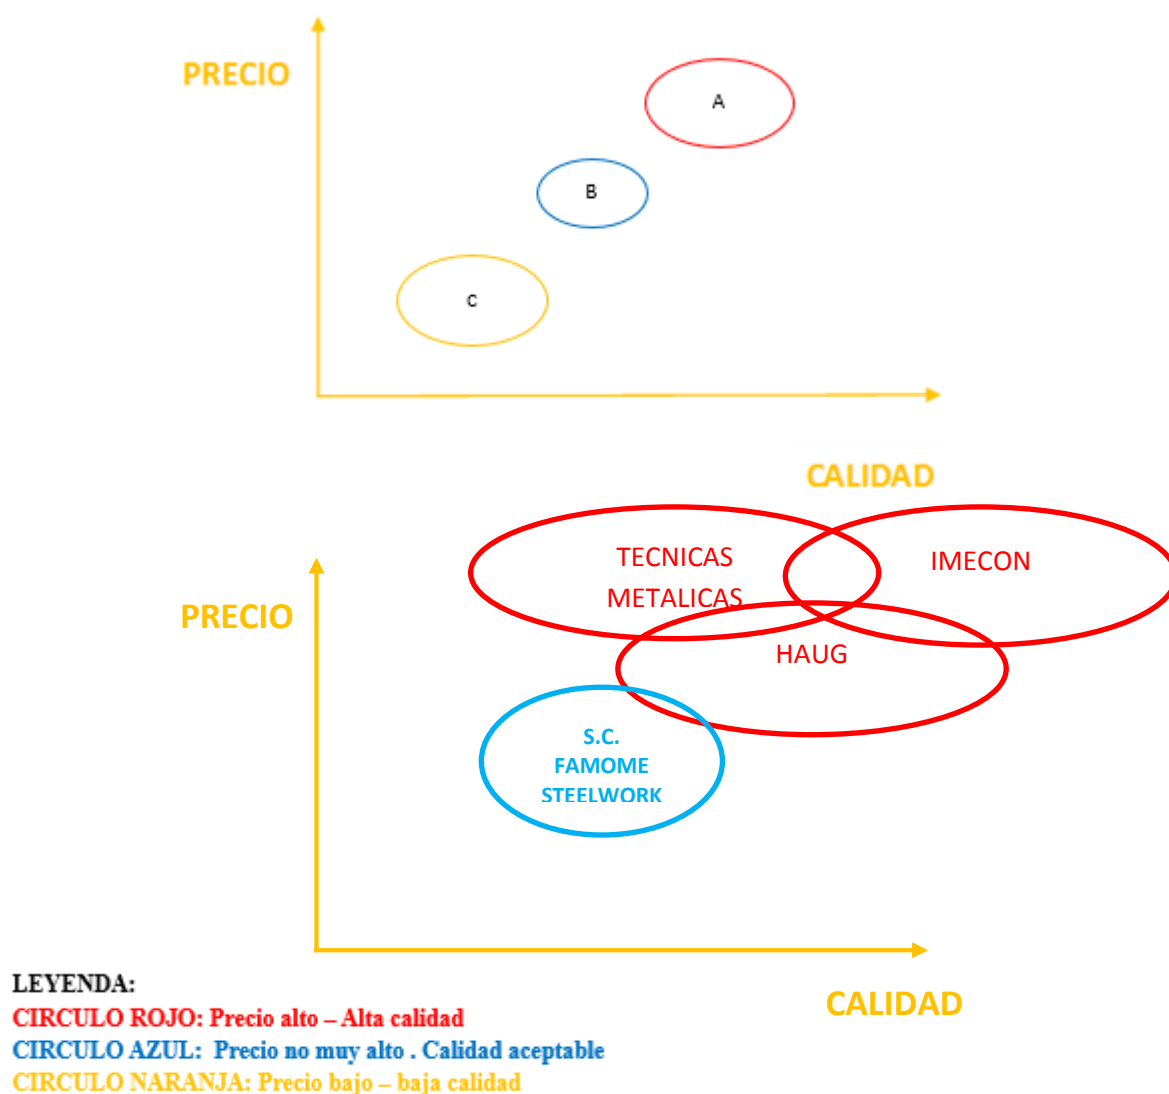 PRECIO
A
B
C
CALIDAD
TECNICAS
METALICAS
IMECON
PRECIO
HAUG
S.C.
FAMOME
STEELWORK
LEYENDA:
CALIDAD
CIRCULO ROJO: Precio alto – Alta calidad
CIRCULO AZUL: Precio no muy alto . Calidad aceptable
CIRCULO NARANJA: Precio bajo – baja calidad